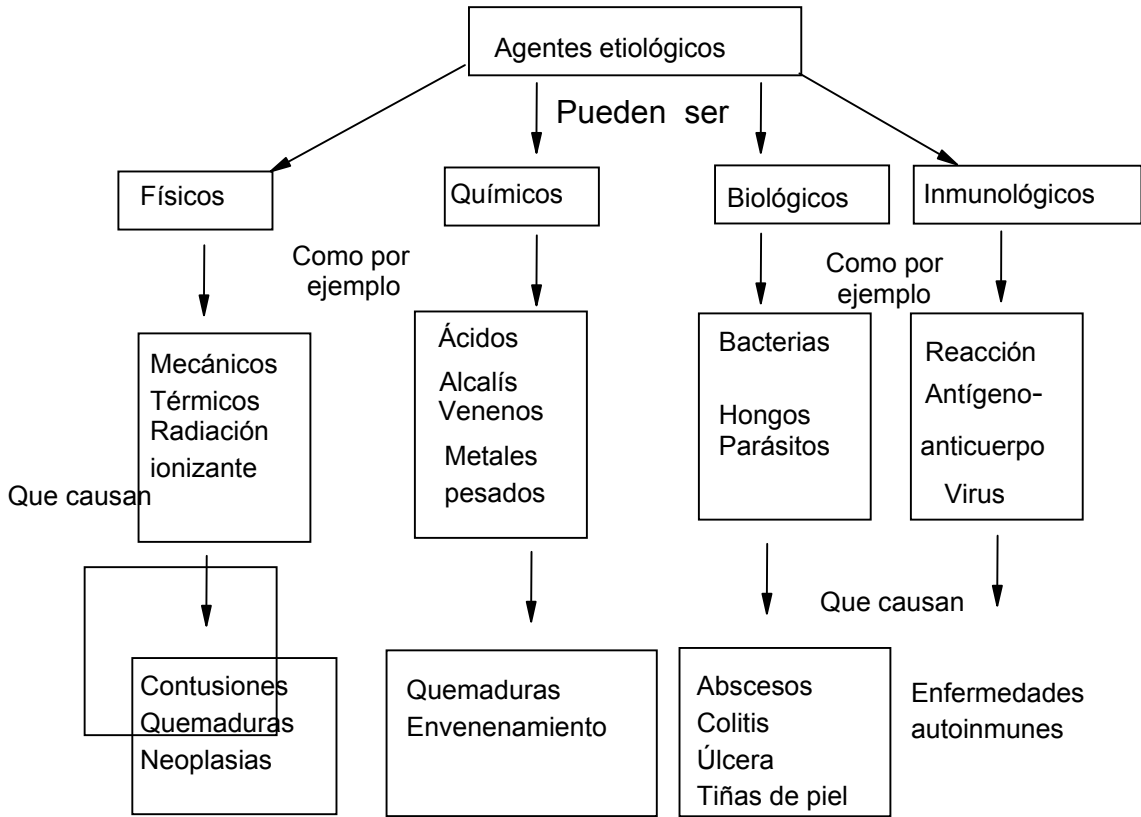 Agentes etiológicos
Pueden ser
Físicos
Químicos
Biológicos
Inmunológicos
Como por
ejemplo
Como por
ejemplo
Mecánicos
Térmicos
Radiación
ionizante
Ácidos
Alcalís
Venenos
Metales
pesados
Bacterias
Hongos
Parásitos
Reacción
Antígeno-
anticuerpo
Virus
Que causan
Que causan
Contusiones
Quemaduras
Neoplasias
Quemaduras
Envenenamiento
Abscesos
Colitis
Úlcera
Tiñas de piel
Enfermedades
autoinmunes